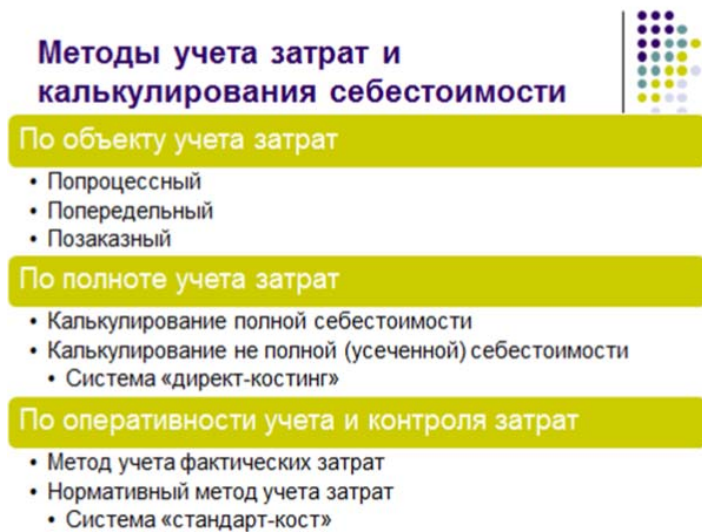 Методы учета затрат и
калькулирования себестоимости
По объекту учета затрат
• Попроцессный
• Попередельный
• Позаказный
По полноте учета затрат
• Калькулирование полной себестоимости
• Калькулирование не полной (усеченной) себестоимости
• Система «директ-костинг»
По оперативности учета и контроля затрат
• Метод учета фактических затрат
• Нормативный метод учета затрат
• Система «стандарт-кост»